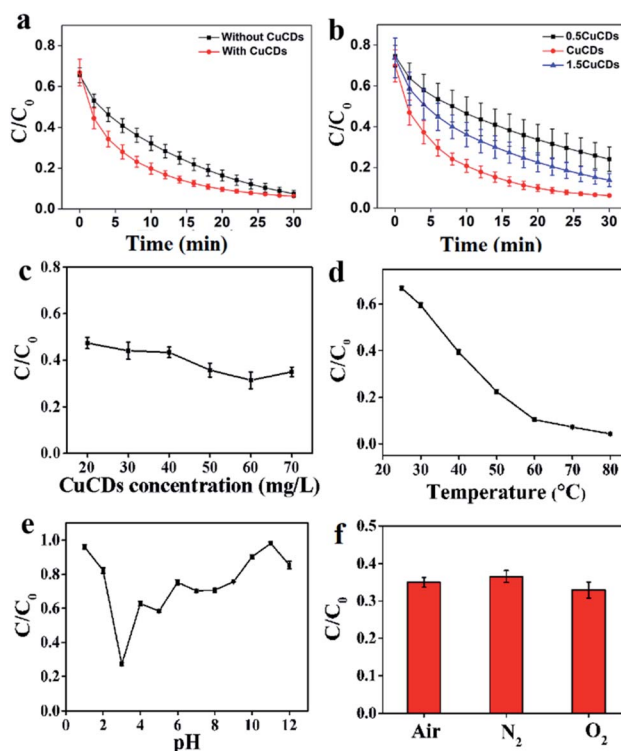 a
Without CuCDs
With CuCDs
C/C0
0.8
0.6
0.4
0.2
0.0
0 5 10 15 20 25 30
Time (min)
b
0.5CuCDs
CuCDs
1.5CuCDs
C/C0
0.8
0.6
0.4
0.2
0.0
0 5 10 15 20 25 30
Time (min)
c
C/C0
0.8
0.6
0.4
0.2
0.0
20 30 40 50 60 70
CuCDs concentration (mg/L)
d
C/C0
0.6
0.4
0.2
0.0
20 30 40 50 60 70 80
Temperature (°C)
e
C/C0
1.0
0.8
0.6
0.4
0.2
0.0
0 2 4 6 8 10 12
pH
f
C/C0
0.5
0.4
0.3
0.2
0.1
0.0
Air N2 O2